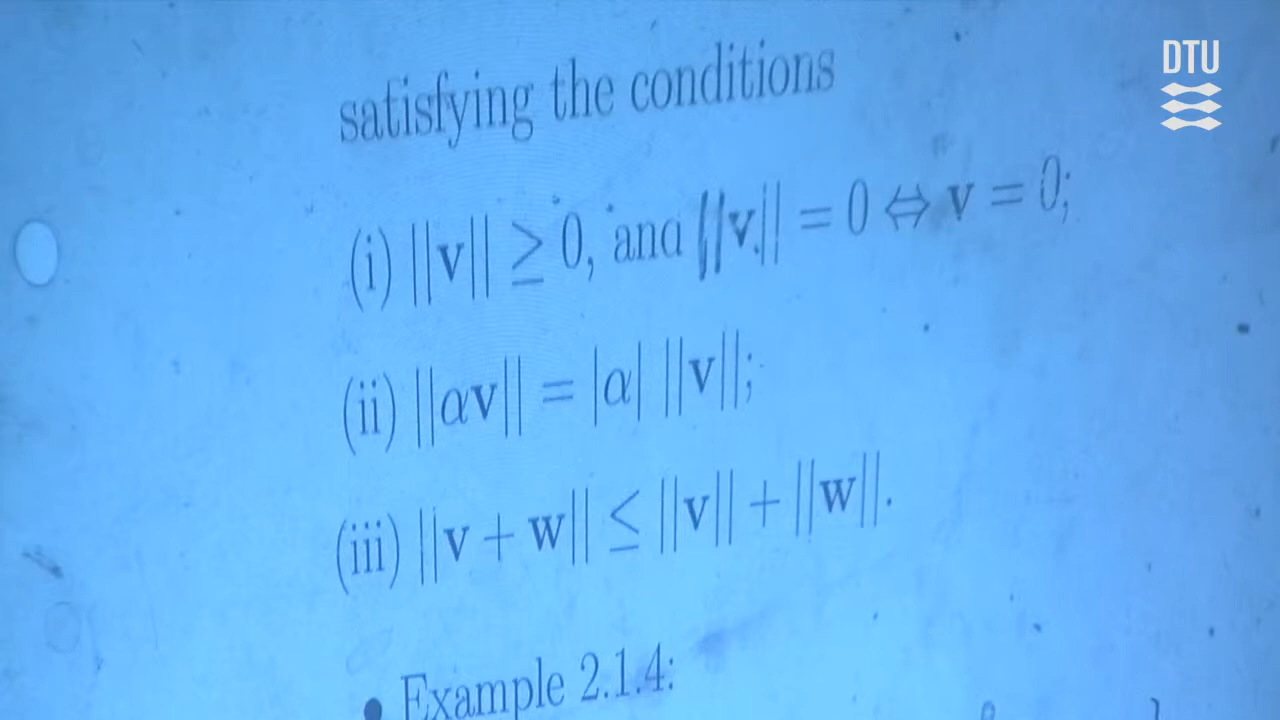 DTU
satisfying the conditions
(i) ||v|| ≥ 0, and ||v|| = 0 ⇔ v = 0;
(ii) ||αv|| = |α| ||v||;
(iii) ||v + w|| ≤ ||v|| + ||w||.
• Example 2.1.4: